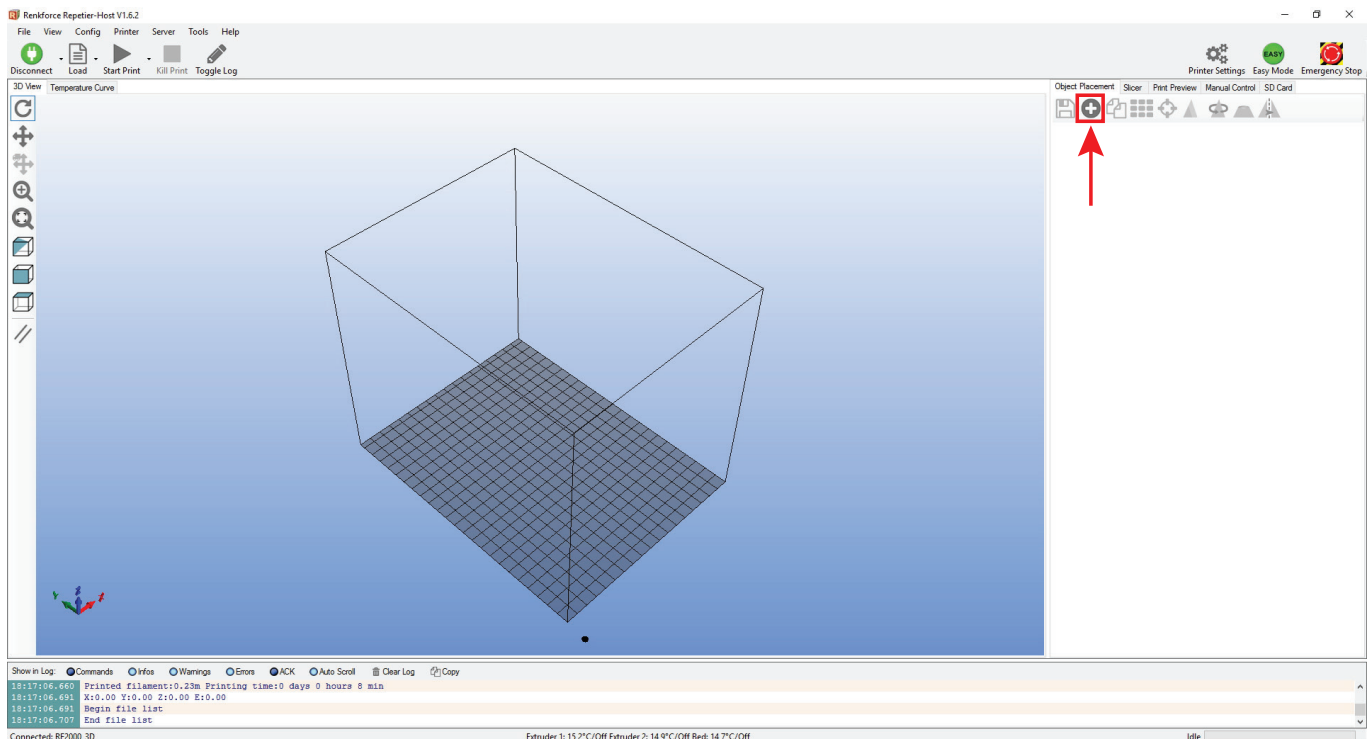 Renkforce Repetier-Host V1.6.2
File View Config Printer Server Tools Help
Disconnect Load Start Print Kill Print Toggle Log
EASY
Printer Settings Easy Mode Emergency Stop
3D View Temperature Curve
Object Placement Slicer Print Preview Manual Control SD Card
Z
Y X
Show in Log: Commands Infos Warnings Errors ACK Auto Scroll Clear Log Copy
18:17:06.660 Printed filament:0.23m Printing time:0 days 0 hours 8 min
18:17:06.691 X:0.00 Y:0.00 Z:0.00 E:0.00
18:17:06.691 Begin file list
18:17:06.707 End file list
Connected: RF2000_3D Extruder 1: 15.2°C/Off Extruder 2: 14.9°C/Off Bed: 14.7°C/Off Idle